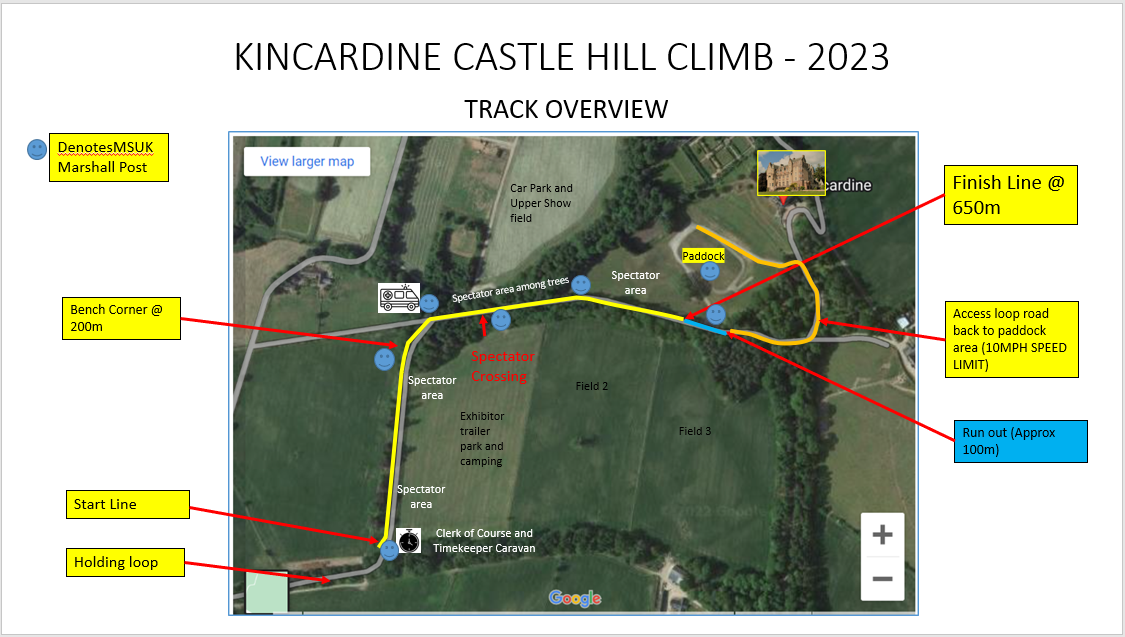 KINCARDINE CASTLE HILL CLIMB - 2023
TRACK OVERVIEW
DenotesMSUK
Marshall Post
View larger map
Car Park and
Upper Show
field
cardine
Finish Line @
650m
Paddock
Spectator
area
Spectator area among trees
Bench Corner @
200m
Access loop road
back to paddock
area (10MPH SPEED
LIMIT)
Spectator
Crossing
Spectator
area
Field 2
Exhibitor
trailer
park and
camping
Field 3
Run out (Approx
100m)
Spectator
area
Start Line
2022 Google
Clerk of Course and
Timekeeper Caravan
+
−
Holding loop
Google